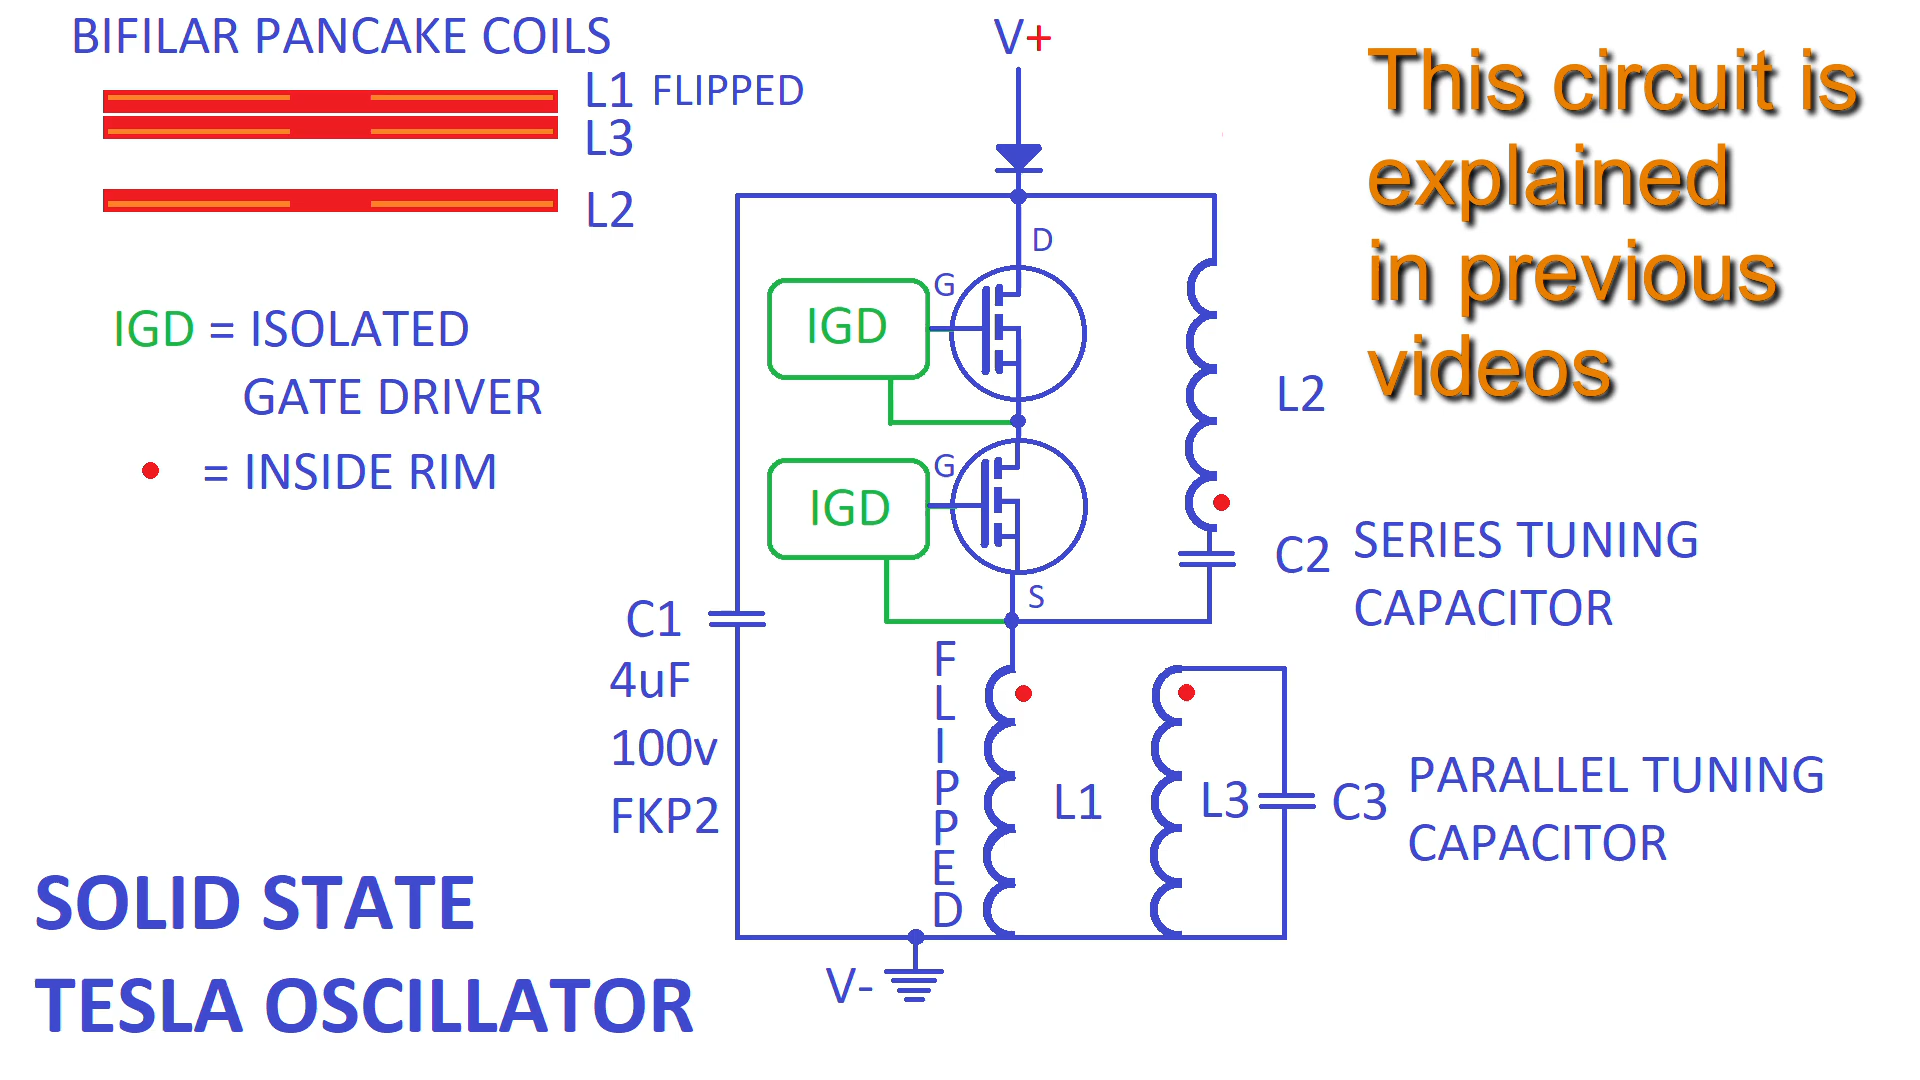 BIFILAR PANCAKE COILS
L1 FLIPPED
L3
L2
IGD = ISOLATED
GATE DRIVER
= INSIDE RIM
V+
D
G
IGD
G
IGD
S
L2
C2 SERIES TUNING
CAPACITOR
C1
4uF
100v
FKP2
FLIPPED
L1
L3
C3 PARALLEL TUNING
CAPACITOR
V-
This circuit is
explained
in previous
videos
SOLID STATE
TESLA OSCILLATOR